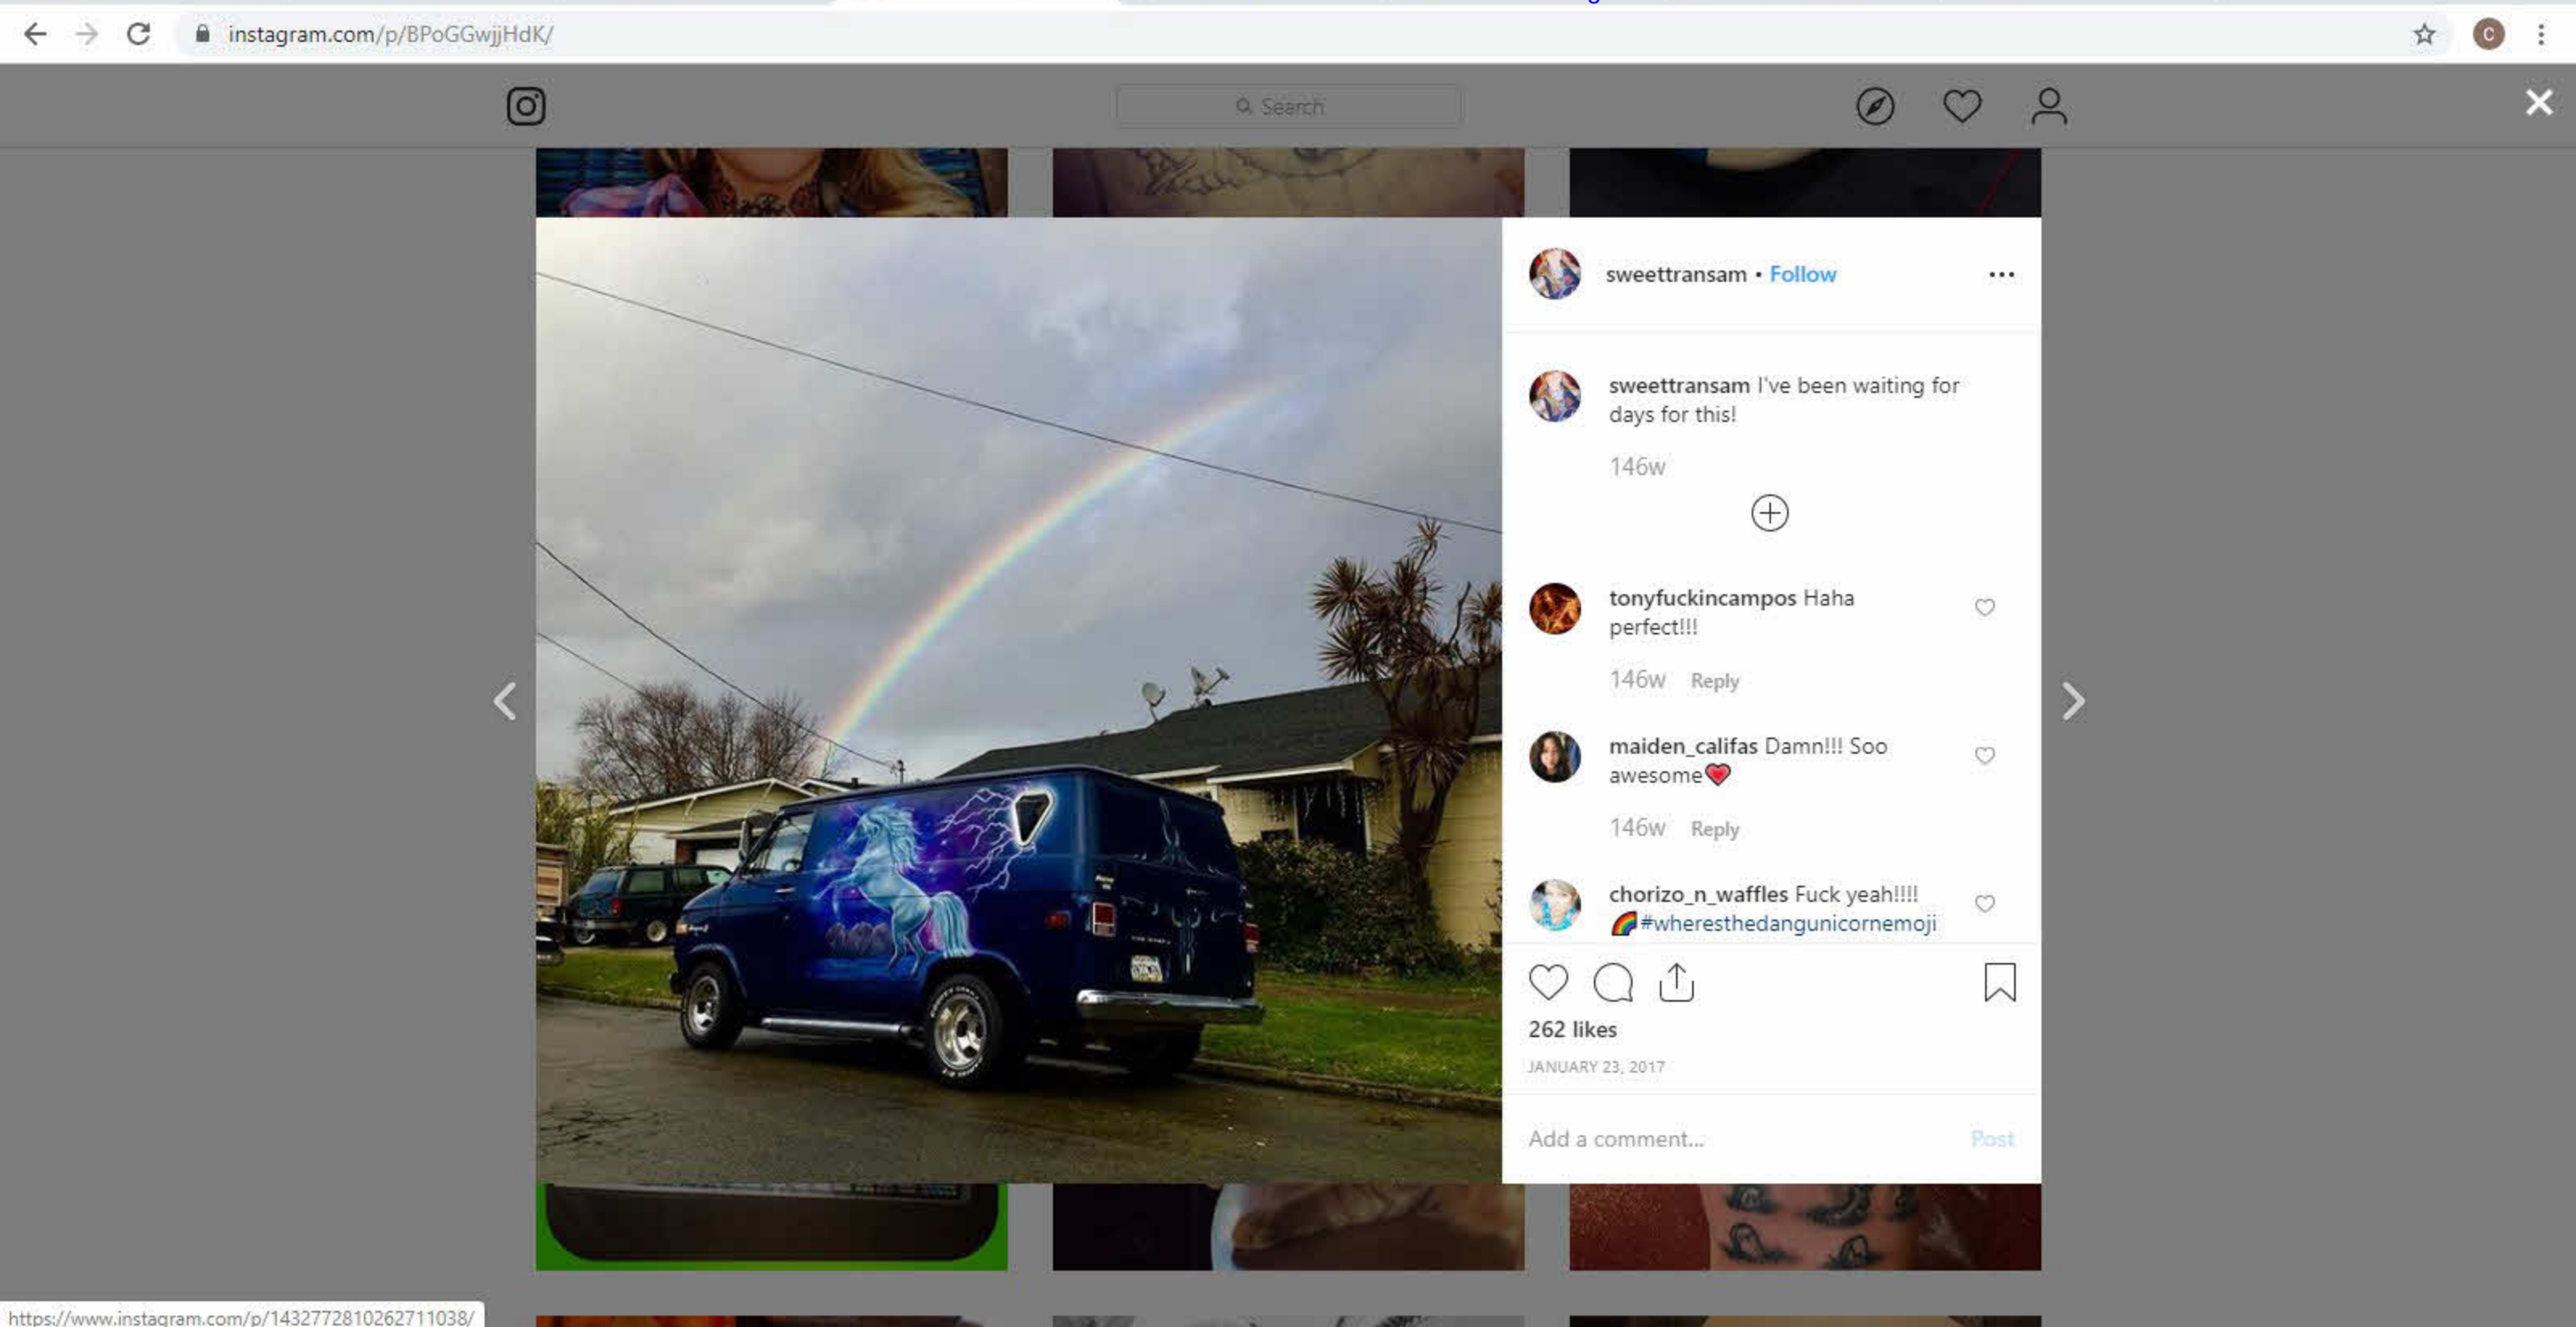 instagram.com/p/BPoGGwjjHdK/
C
Search
sweettransam • Follow
sweettransam I've been waiting for
days for this!
146w
tonyfuckincampos Haha
perfect!!!
146w Reply
maiden_califas Damn!!! Soo
awesome❤️
146w Reply
chorizo_n_waffles Fuck yeah!!!!
🌈#wheresthedangunicornemoji
262 likes
JANUARY 23, 2017
Add a comment... Post
https://www.instagram.com/p/1432772810262711038/